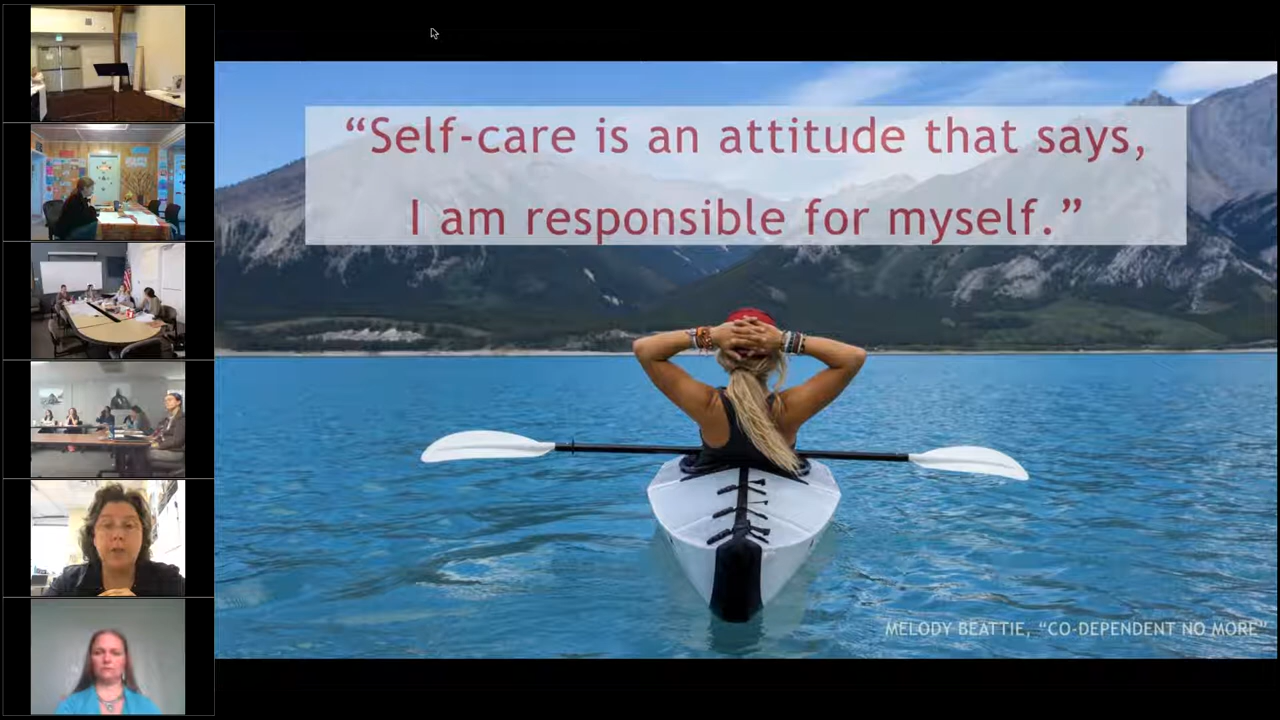 “Self-care is an attitude that says,
I am responsible for myself.”
MELODY BEATTIE, “CO-DEPENDENT NO MORE”